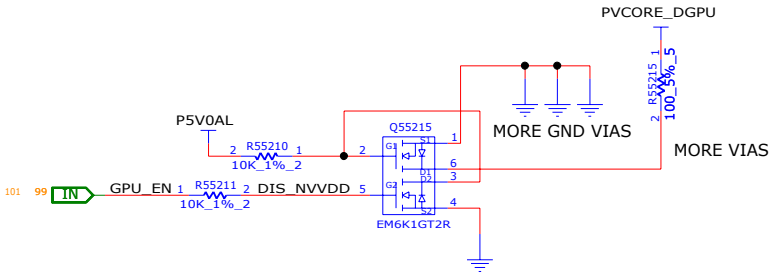 PVCORE_DGPU
1
R55215
100_5%_5
2
MORE GND VIAS
MORE VIAS
P5V0AL
R55210
2
1
10K_1%_2
Q55215
2
G1
S1
1
D1
6
D2
3
5
G2
S2
4
EM6K1GT2R
101
99
IN
GPU_EN
1
R55211
2
DIS_NVVDD
10K_1%_2